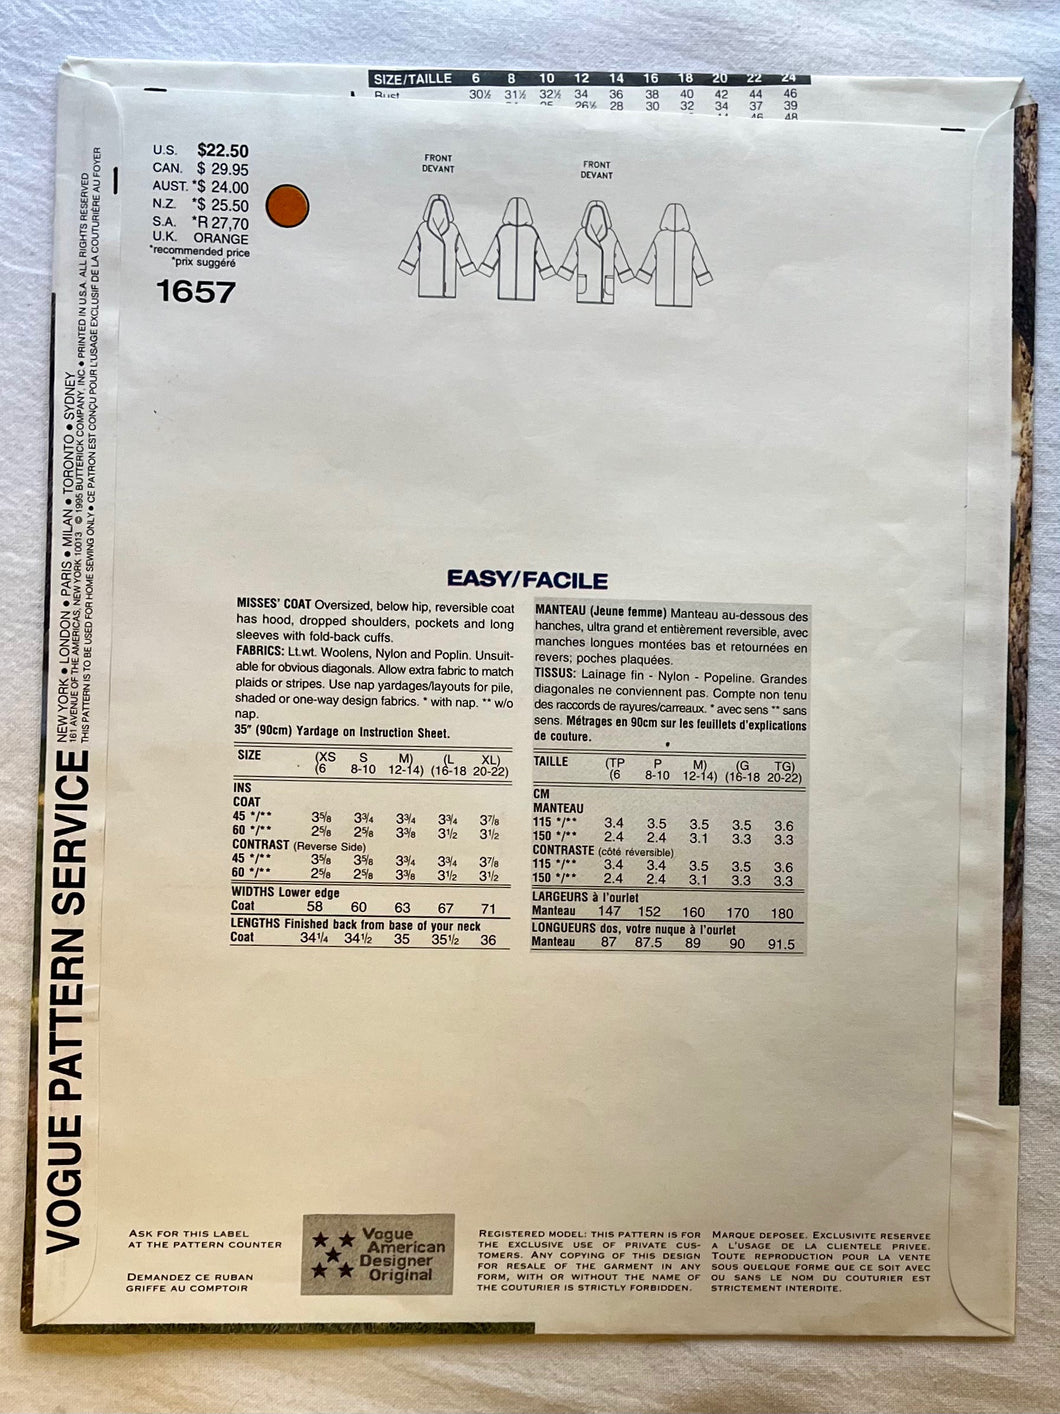 SIZE/TAILLE 6 8 10 12 14 16 18 20 22 24
Bust 30½ 31½ 32½ 34 36 38 40 42 44 46
26½ 28 30 32 34 37 39
U.S. $22.50
CAN. $ 29.95
AUST. *$ 24.00
N.Z. *$ 25.50
S.A. *R 27,70
U.K. ORANGE
*recommended price
*prix suggéré
1657
FRONT
DEVANT
FRONT
DEVANT
VOGUE PATTERN SERVICE
NEW YORK • LONDON • PARIS • MILAN • TORONTO • SYDNEY
161 AVENUE OF THE AMERICAS, NEW YORK 10013 © 1995 BUTTERICK COMPANY, INC. • PRINTED IN U.S.A. ALL RIGHTS RESERVED
THIS PATTERN IS TO BE USED FOR HOME SEWING ONLY • CE PATRON EST CONÇU POUR L'USAGE EXCLUSIF DE LA COUTURIÈRE AU FOYER
EASY/FACILE
MISSES' COAT Oversized, below hip, reversible coat
has hood, dropped shoulders, pockets and long
sleeves with fold-back cuffs.
FABRICS: Lt.wt. Woolens, Nylon and Poplin. Unsuit-
able for obvious diagonals. Allow extra fabric to match
plaids or stripes. Use nap yardages/layouts for pile,
shaded or one-way design fabrics. * with nap. ** w/o
nap.
35" (90cm) Yardage on Instruction Sheet.
SIZE (XS S M) (L XL)
(6 8-10 12-14) (16-18 20-22)
INS
COAT
45 */** 3⅝ 3¾ 3¾ 3¾ 3⅞
60 */** 2⅝ 2⅝ 3⅜ 3½ 3½
CONTRAST (Reverse Side)
45 */** 3⅝ 3⅝ 3¾ 3¾ 3⅞
60 */** 2⅝ 2⅝ 3⅜ 3½ 3½
WIDTHS Lower edge
Coat 58 60 63 67 71
LENGTHS Finished back from base of your neck
Coat 34¼ 34½ 35 35½ 36
MANTEAU (Jeune femme) Manteau au-dessous des
hanches, ultra grand et entièrement reversible, avec
manches longues montées bas et retournées en
revers; poches plaquées.
TISSUS: Lainage fin - Nylon - Popeline. Grandes
diagonales ne conviennent pas. Compte non tenu
des raccords de rayures/carreaux. * avec sens ** sans
sens. Métrages en 90cm sur les feuillets d'explications
de couture.
TAILLE (TP P M) (G TG)
(6 8-10 12-14) (16-18 20-22)
CM
MANTEAU
115 */** 3.4 3.5 3.5 3.5 3.6
150 */** 2.4 2.4 3.1 3.3 3.3
CONTRASTE (côté réversible)
115 */** 3.4 3.4 3.5 3.5 3.6
150 */** 2.4 2.4 3.1 3.3 3.3
LARGEURS à l'ourlet
Manteau 147 152 160 170 180
LONGUEURS dos, votre nuque à l'ourlet
Manteau 87 87.5 89 90 91.5
ASK FOR THIS LABEL
AT THE PATTERN COUNTER
DEMANDEZ CE RUBAN
GRIFFE AU COMPTOIR
Vogue
American
Designer
Original
REGISTERED MODEL: THIS PATTERN IS FOR
THE EXCLUSIVE USE OF PRIVATE CUS-
TOMERS. ANY COPYING OF THIS DESIGN
FOR RESALE OF THE GARMENT IN ANY
FORM, WITH OR WITHOUT THE NAME OF
THE COUTURIER IS STRICTLY FORBIDDEN.
MARQUE DEPOSEE. EXCLUSIVITE RESERVEE
A L'USAGE DE LA CLIENTELE PRIVEE.
TOUTE REPRODUCTION POUR LA VENTE
SOUS QUELQUE FORME QUE CE SOIT AVEC
OU SANS LE NOM DU COUTURIER EST
STRICTEMENT INTERDITE.